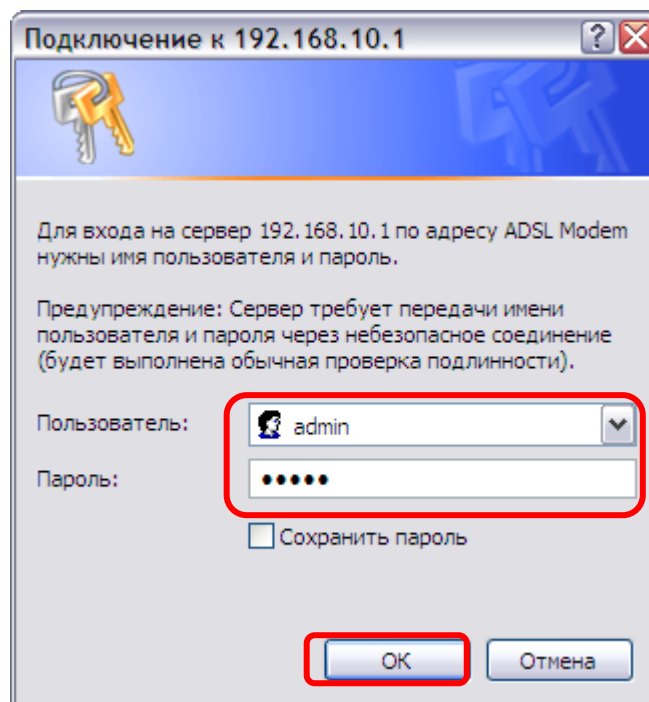 Подключение к 192.168.10.1
Для входа на сервер 192.168.10.1 по адресу ADSL Modem
нужны имя пользователя и пароль.
Предупреждение: Сервер требует передачи имени
пользователя и пароля через небезопасное соединение
(будет выполнена обычная проверка подлинности).
Пользователь: admin
Пароль: •••••
Сохранить пароль
ОК Отмена